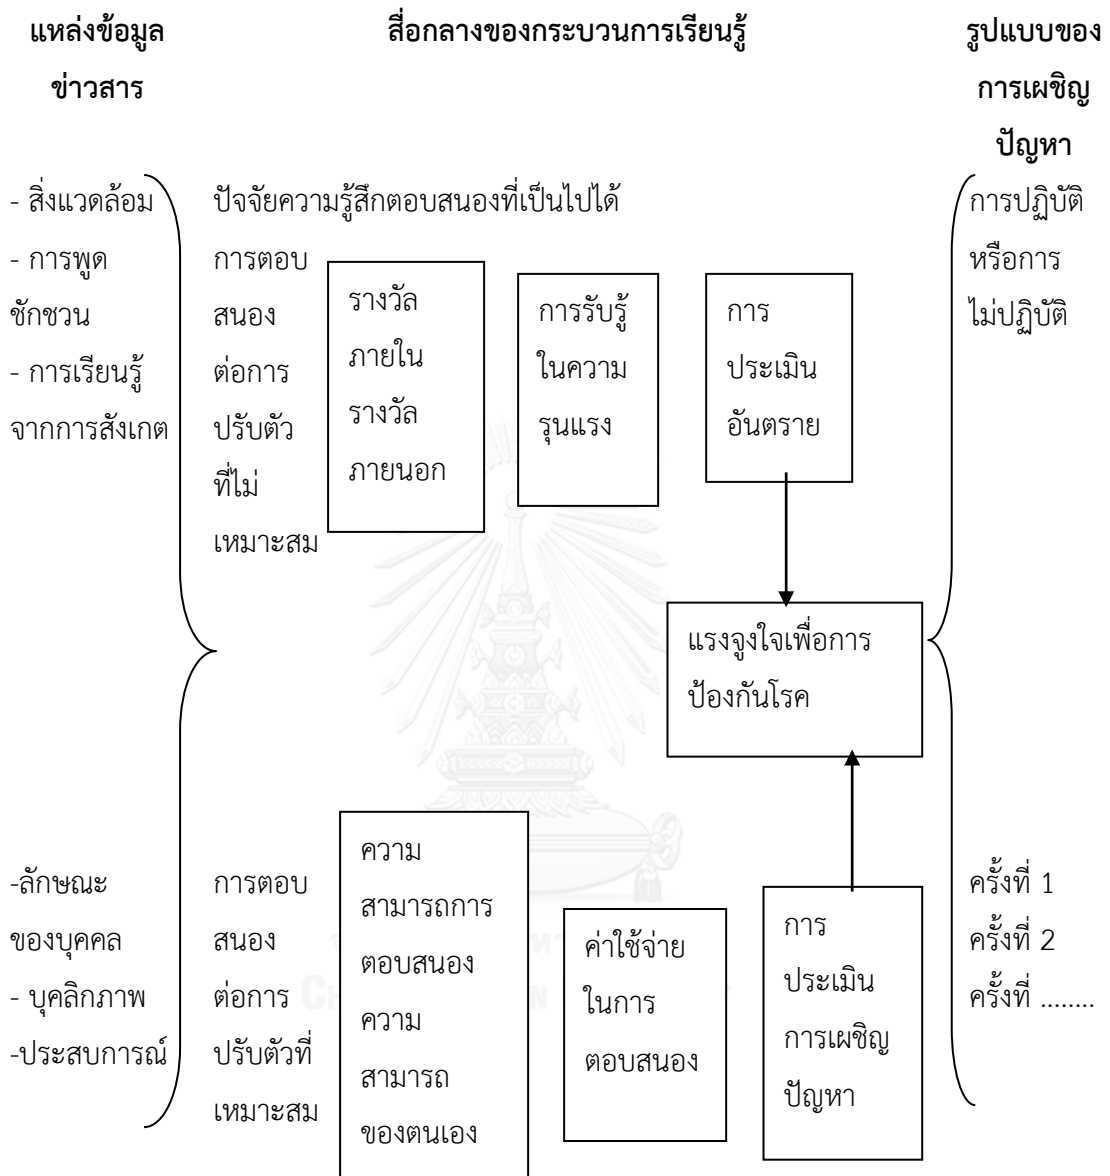 แหล่งข้อมูล
ข่าวสาร
สื่อกลางของกระบวนการเรียนรู้
รูปแบบของ
การเผชิญ
ปัญหา
- สิ่งแวดล้อม
- การพูด
ชักชวน
- การเรียนรู้
จากการสังเกต
ปัจจัยความรู้สึกตอบสนองที่เป็นไปได้
การตอบ
สนอง
ต่อการ
ปรับตัว
ที่ไม่
เหมาะสม
รางวัล
ภายใน
รางวัล
ภายนอก
การรับรู้
ในความ
รุนแรง
การ
ประเมิน
อันตราย
การปฏิบัติ
หรือการ
ไม่ปฏิบัติ
แรงจูงใจเพื่อการ
ป้องกันโรค
-ลักษณะ
ของบุคคล
- บุคลิกภาพ
-ประสบการณ์
การตอบ
สนอง
ต่อการ
ปรับตัวที่
เหมาะสม
ความ
สามารถการ
ตอบสนอง
ความ
สามารถ
ของตนเอง
ค่าใช้จ่าย
ในการ
ตอบสนอง
การ
ประเมิน
การเผชิญ
ปัญหา
ครั้งที่ 1
ครั้งที่ 2
ครั้งที่ ........